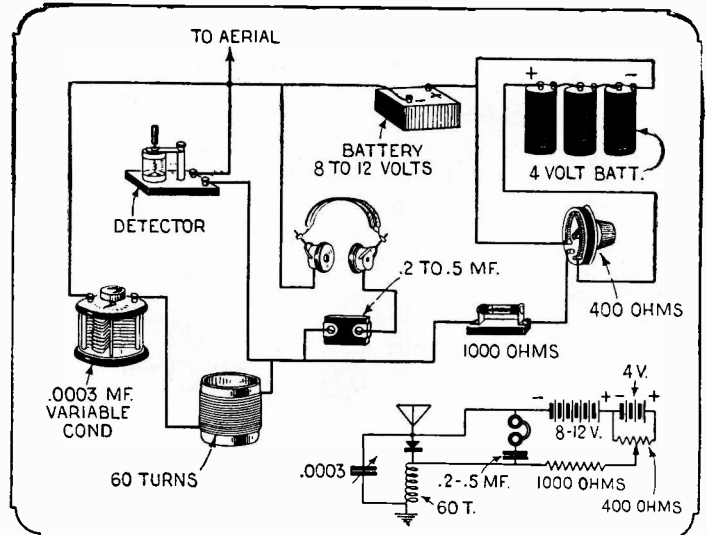 TO AERIAL
+ -
- +
BATTERY
8 TO 12 VOLTS
4 VOLT BATT.
DETECTOR
.2 TO .5 MF.
400 OHMS
1000 OHMS
.0003 MF.
VARIABLE
COND
60 TURNS
4 V.
- + - +
8-12 V.
.0003
.2-.5 MF.
1000 OHMS
400 OHMS
60 T.